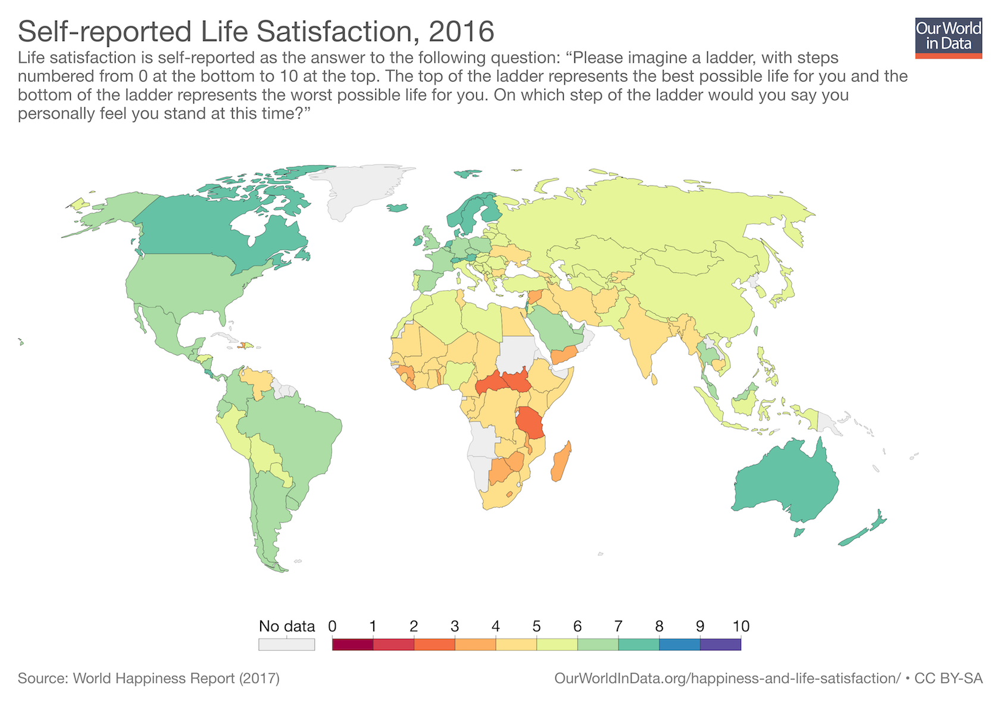 Self-reported Life Satisfaction, 2016
Our World
in Data
Life satisfaction is self-reported as the answer to the following question: “Please imagine a ladder, with steps
numbered from 0 at the bottom to 10 at the top. The top of the ladder represents the best possible life for you and the
bottom of the ladder represents the worst possible life for you. On which step of the ladder would you say you
personally feel you stand at this time?”
No data 0 1 2 3 4 5 6 7 8 9 10
Source: World Happiness Report (2017)
OurWorldInData.org/happiness-and-life-satisfaction/ • CC BY-SA